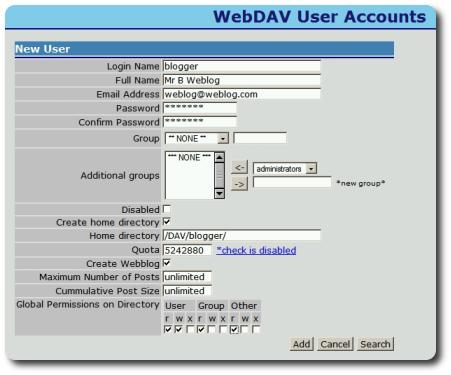 WebDAV User Accounts
New User
Login Name blogger
Full Name Mr B Weblog
Email Address weblog@weblog.com
Password *******
Confirm Password *******
Group ** NONE **
Additional groups *** NONE *** <- administrators
-> *new group*
Disabled
Create home directory
Home directory /DAV/blogger/
Quota 5242880 *check is disabled
Create Webblog
Maximum Number of Posts unlimited
Cummulative Post Size unlimited
Global Permissions on Directory User Group Other
r w x r w x r w x
Add Cancel Search